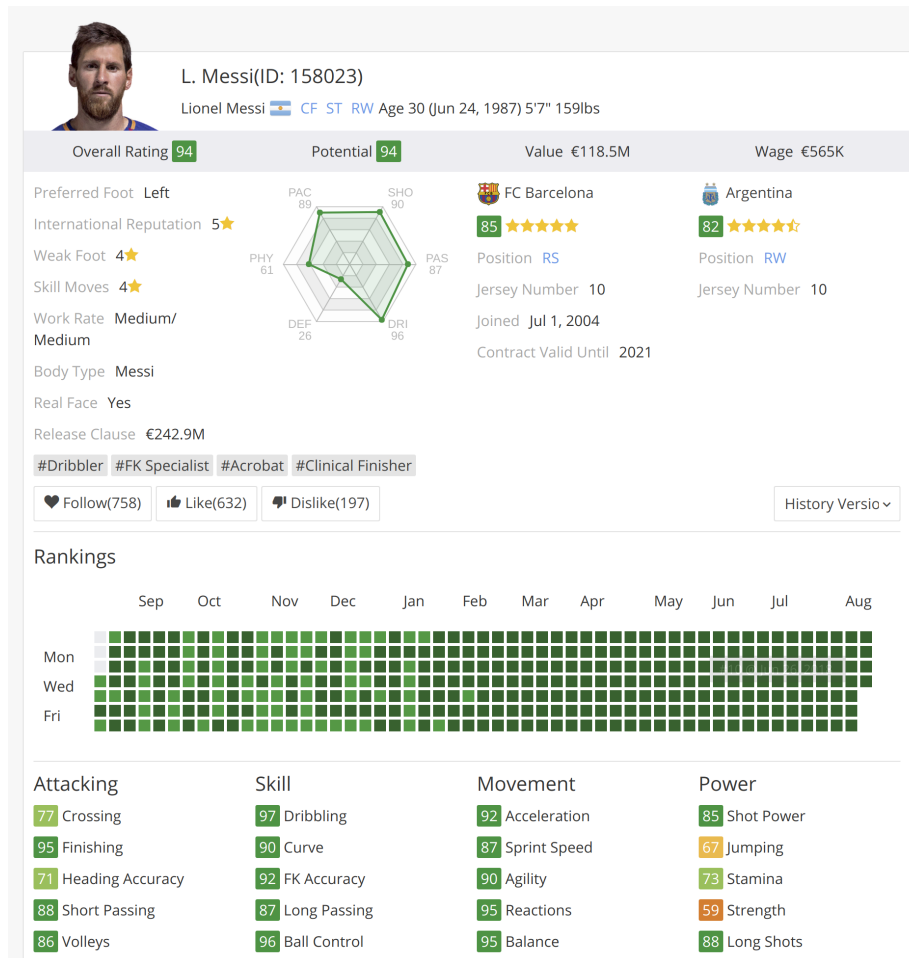 L. Messi(ID: 158023)
Lionel Messi CF ST RW Age 30 (Jun 24, 1987) 5'7" 159lbs
Overall Rating 94 Potential 94 Value €118.5M Wage €565K
Preferred Foot Left
International Reputation 5
Weak Foot 4
Skill Moves 4
Work Rate Medium/
Medium
Body Type Messi
Real Face Yes
Release Clause €242.9M
PAC
89
SHO
90
PHY
61
PAS
87
DEF
26
DRI
96
FC Barcelona
85
Position RS
Jersey Number 10
Joined Jul 1, 2004
Contract Valid Until 2021
Argentina
82
Position RW
Jersey Number 10
#Dribbler #FK Specialist #Acrobat #Clinical Finisher
Follow(758) Like(632) Dislike(197) History Versio
Rankings
Sep Oct Nov Dec Jan Feb Mar Apr May Jun Jul Aug
Mon
Wed
Fri
Attacking
77 Crossing
95 Finishing
71 Heading Accuracy
88 Short Passing
86 Volleys
Skill
97 Dribbling
90 Curve
92 FK Accuracy
87 Long Passing
96 Ball Control
Movement
92 Acceleration
87 Sprint Speed
90 Agility
95 Reactions
95 Balance
Power
85 Shot Power
67 Jumping
73 Stamina
59 Strength
88 Long Shots